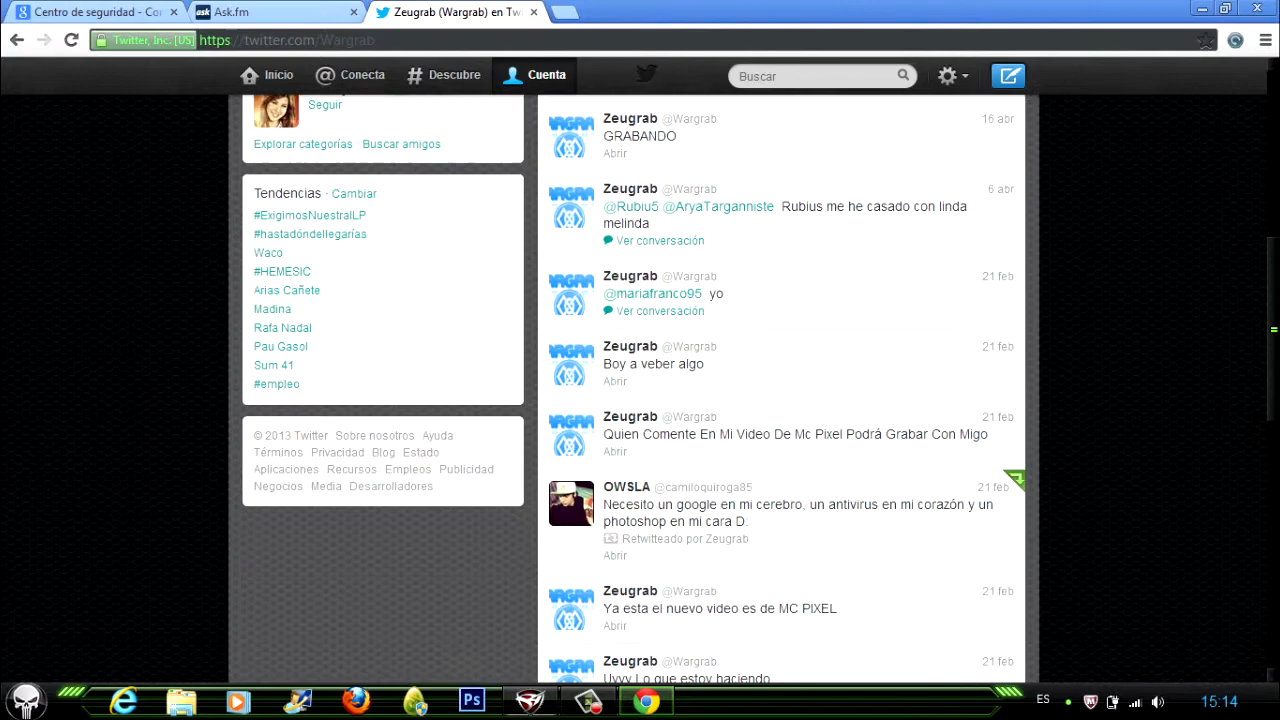 Centro de seguridad - Co
Ask.fm
Zeugrab (Wargrab) en Tw
Twitter, Inc. [US] https://twitter.com/Wargrab
Inicio
@ Conecta
# Descubre
Cuenta
Buscar
Seguir
Explorar categorías Buscar amigos
Tendencias · Cambiar
#ExigimosNuestralLP
#hastadóndellegarías
Waco
#HEMESIC
Arias Cañete
Madina
Rafa Nadal
Pau Gasol
Sum 41
#empleo
© 2013 Twitter Sobre nosotros Ayuda
Términos Privacidad Blog Estado
Aplicaciones Recursos Empleos Publicidad
Negocios Media Desarrolladores
Zeugrab @Wargrab 16 abr
GRABANDO
Abrir
Zeugrab @Wargrab 6 abr
@Rubiu5 @AryaTarganniste Rubius me he casado con linda
melinda
Ver conversación
Zeugrab @Wargrab 21 feb
@mariafranco95 yo
Ver conversación
Zeugrab @Wargrab 21 feb
Boy a veber algo
Abrir
Zeugrab @Wargrab 21 feb
Quien Comente En Mi Video De Mc Pixel Podrá Grabar Con Migo
Abrir
OWSLA @camiloquiroga85 21 feb
Necesito un google en mi cerebro, un antivirus en mi corazón y un
photoshop en mi cara D:
Retwitteado por Zeugrab
Abrir
Zeugrab @Wargrab 21 feb
Ya esta el nuevo video es de MC PIXEL
Abrir
Zeugrab @Wargrab 21 feb
Uyyy Lo que estoy haciendo
Ps
ES
15:14